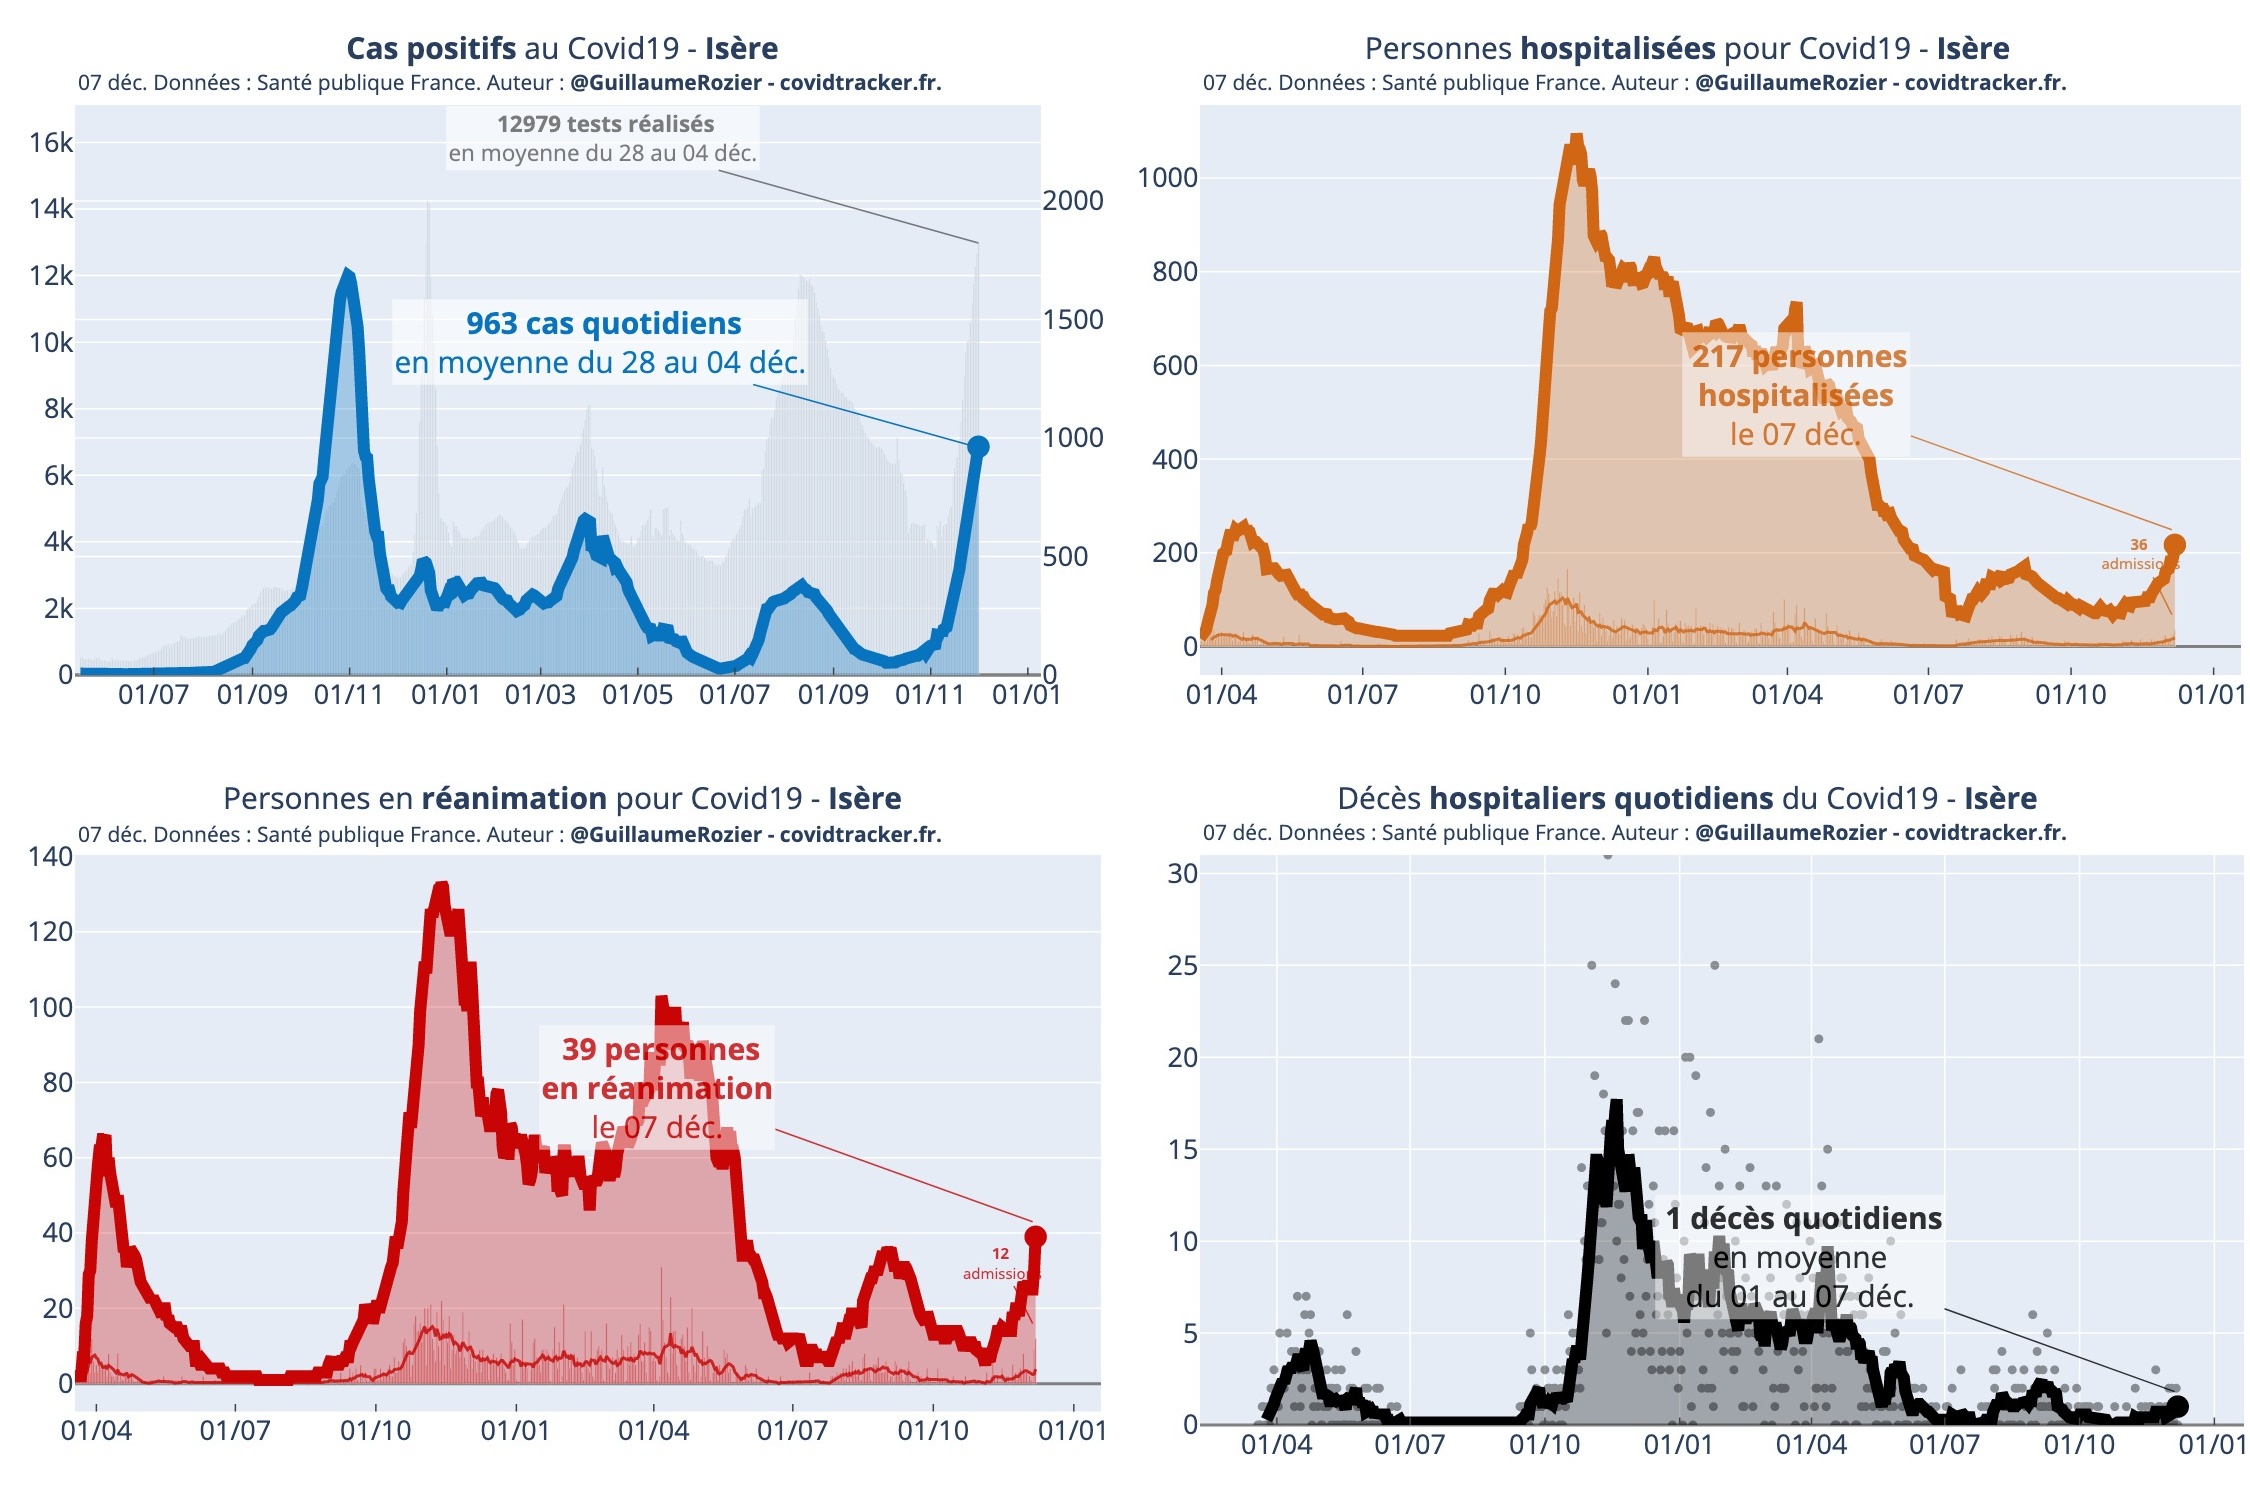 Cas positifs au Covid19 - Isère
07 déc. Données : Santé publique France. Auteur : @GuillaumeRozier - covidtracker.fr.
12979 tests réalisés
en moyenne du 28 au 04 déc.
963 cas quotidiens
en moyenne du 28 au 04 déc.
16k
14k
12k
10k
8k
6k
4k
2k
0
2000
1500
1000
500
0
01/07 01/09 01/11 01/01 01/03 01/05 01/07 01/09 01/11 01/01
Personnes hospitalisées pour Covid19 - Isère
07 déc. Données : Santé publique France. Auteur : @GuillaumeRozier - covidtracker.fr.
1000
800
600
400
200
0
217 personnes
hospitalisées
le 07 déc.
36
admissions
01/04 01/07 01/10 01/01 01/04 01/07 01/10 01/01
Personnes en réanimation pour Covid19 - Isère
07 déc. Données : Santé publique France. Auteur : @GuillaumeRozier - covidtracker.fr.
140
120
100
80
60
40
20
0
39 personnes
en réanimation
le 07 déc.
12
admissions
01/04 01/07 01/10 01/01 01/04 01/07 01/10 01/01
Décès hospitaliers quotidiens du Covid19 - Isère
07 déc. Données : Santé publique France. Auteur : @GuillaumeRozier - covidtracker.fr.
30
25
20
15
10
5
0
1 décès quotidiens
en moyenne
du 01 au 07 déc.
01/04 01/07 01/10 01/01 01/04 01/07 01/10 01/01